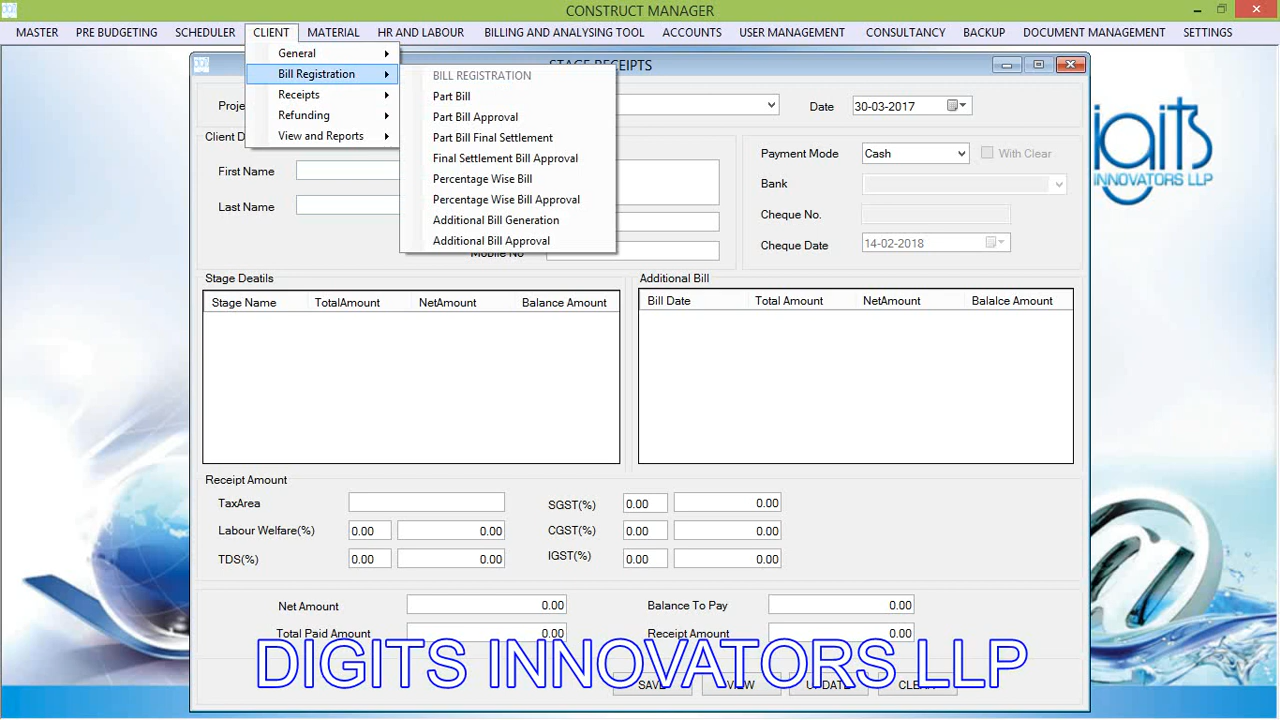 CONSTRUCT MANAGER
MASTER PRE BUDGETING SCHEDULER CLIENT MATERIAL HR AND LABOUR BILLING AND ANALYSING TOOL ACCOUNTS USER MANAGEMENT CONSULTANCY BACKUP DOCUMENT MANAGEMENT SETTINGS
General
Bill Registration
Receipts
Refunding
View and Reports
BILL REGISTRATION
Part Bill
Part Bill Approval
Part Bill Final Settlement
Final Settlement Bill Approval
Percentage Wise Bill
Percentage Wise Bill Approval
Additional Bill Generation
Additional Bill Approval
STAGE RECEIPTS
Date 30-03-2017
First Name
Last Name
Mobile No
Payment Mode Cash With Clear
Bank
Cheque No.
Cheque Date 14-02-2018
digits
INNOVATORS LLP
Stage Deatils
Stage Name TotalAmount NetAmount Balance Amount
Additional Bill
Bill Date Total Amount NetAmount Balalce Amount
Receipt Amount
TaxArea SGST(%) 0.00 0.00
Labour Welfare(%) 0.00 0.00 CGST(%) 0.00 0.00
TDS(%) 0.00 0.00 IGST(%) 0.00 0.00
Net Amount 0.00 Balance To Pay 0.00
Total Paid Amount 0.00 Receipt Amount 0.00
DIGITS INNOVATORS LLP
SAVE VIEW UPDATE CLEAR